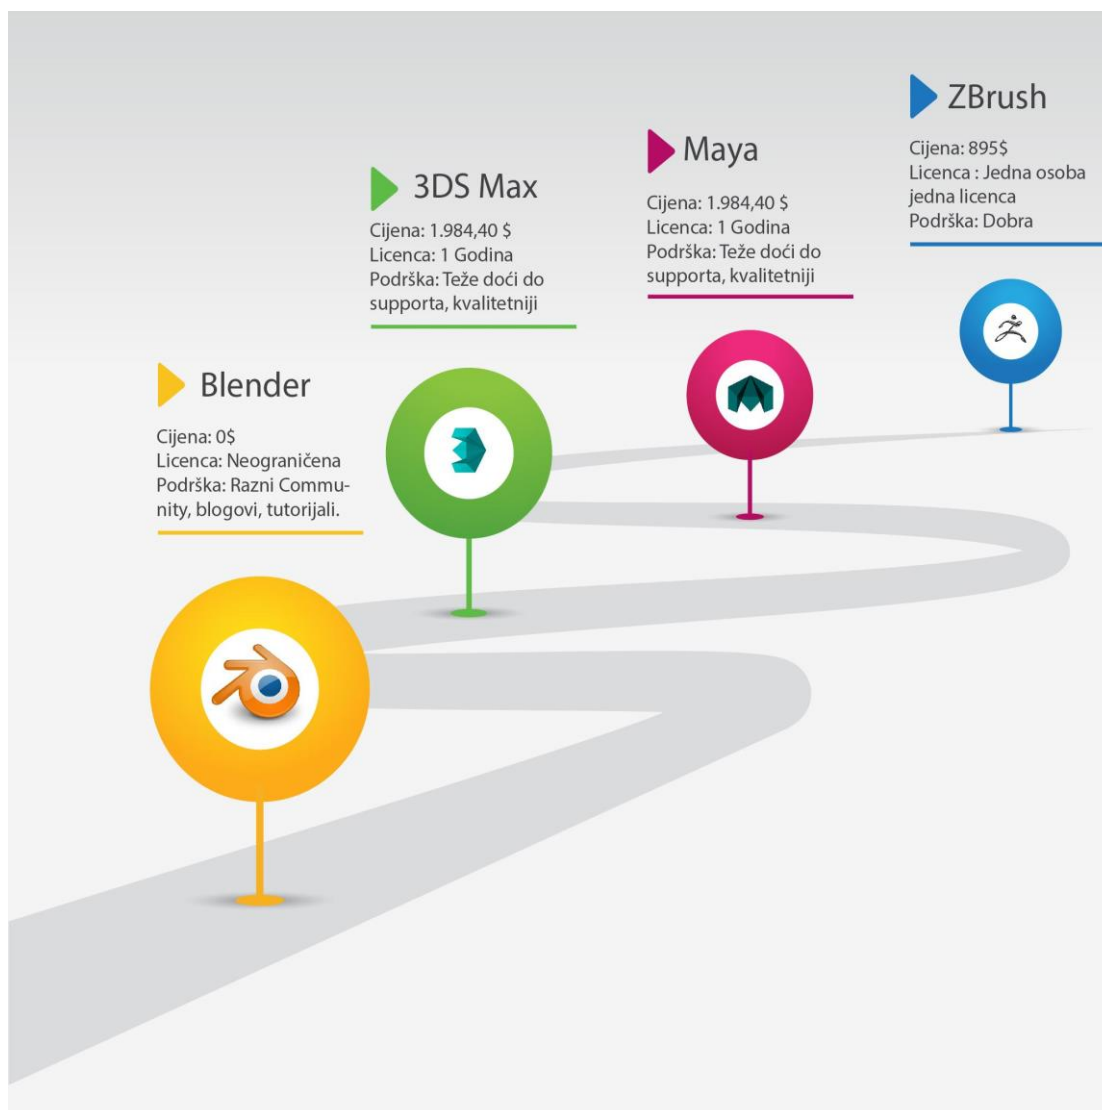 ZBrush
Cijena: 895$
Licenca : Jedna osoba
jedna licenca
Podrška: Dobra
Maya
Cijena: 1.984,40 $
Licenca: 1 Godina
Podrška: Teže doći do
supporta, kvalitetniji
3DS Max
Cijena: 1.984,40 $
Licenca: 1 Godina
Podrška: Teže doći do
supporta, kvalitetniji
Blender
Cijena: 0$
Licenca: Neograničena
Podrška: Razni Commu-
nity, blogovi, tutorijali.